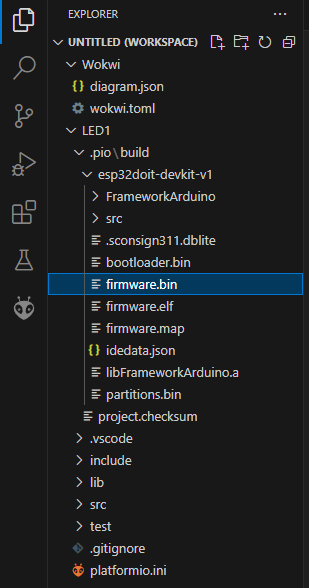 EXPLORER
UNTITLED (WORKSPACE)
Wokwi
diagram.json
wokwi.toml
LED1
.pio\build
esp32doit-devkit-v1
FrameworkArduino
src
.sconsign311.dblite
bootloader.bin
firmware.bin
firmware.elf
firmware.map
idedata.json
libFrameworkArduino.a
partitions.bin
project.checksum
.vscode
include
lib
src
test
.gitignore
platformio.ini